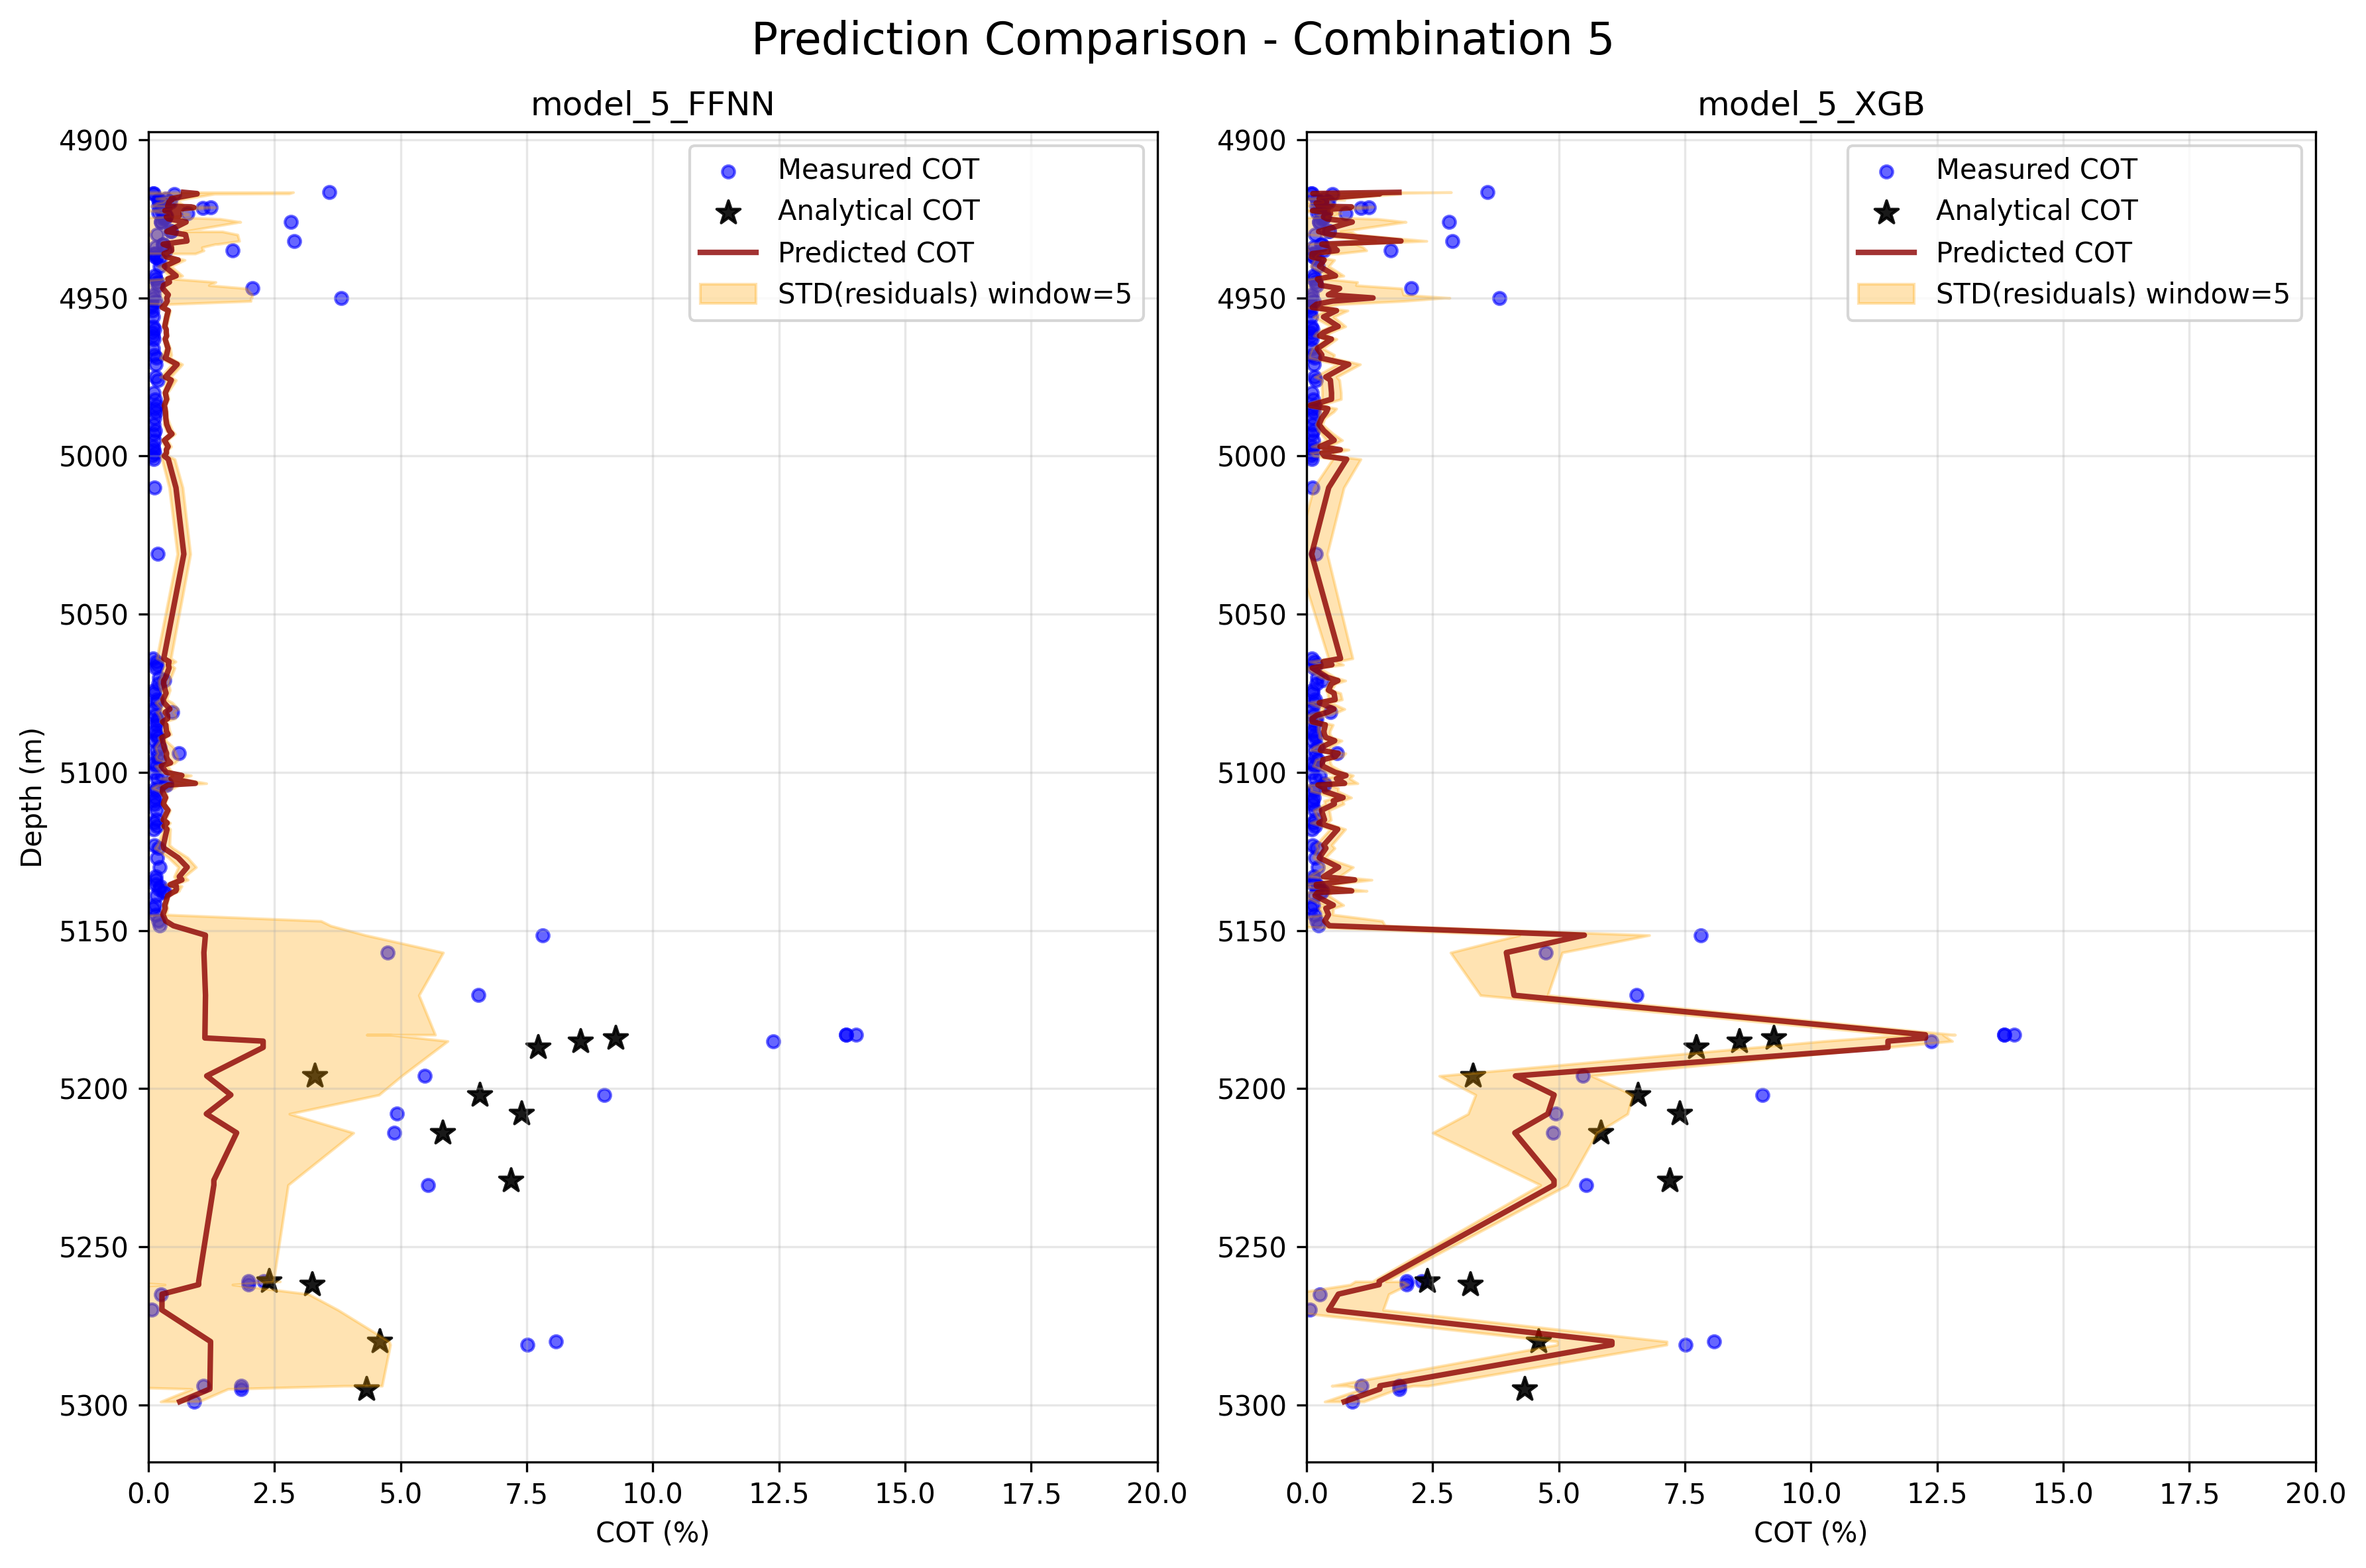 Prediction Comparison - Combination 5
model_5_FFNN
4900
4950
5000
5050
5100
5150
5200
5250
5300
Depth (m)
Measured COT
Analytical COT
Predicted COT
STD(residuals) window=5
0.0 2.5 5.0 7.5 10.0 12.5 15.0 17.5 20.0
COT (%)
model_5_XGB
4900
4950
5000
5050
5100
5150
5200
5250
5300
Measured COT
Analytical COT
Predicted COT
STD(residuals) window=5
0.0 2.5 5.0 7.5 10.0 12.5 15.0 17.5 20.0
COT (%)